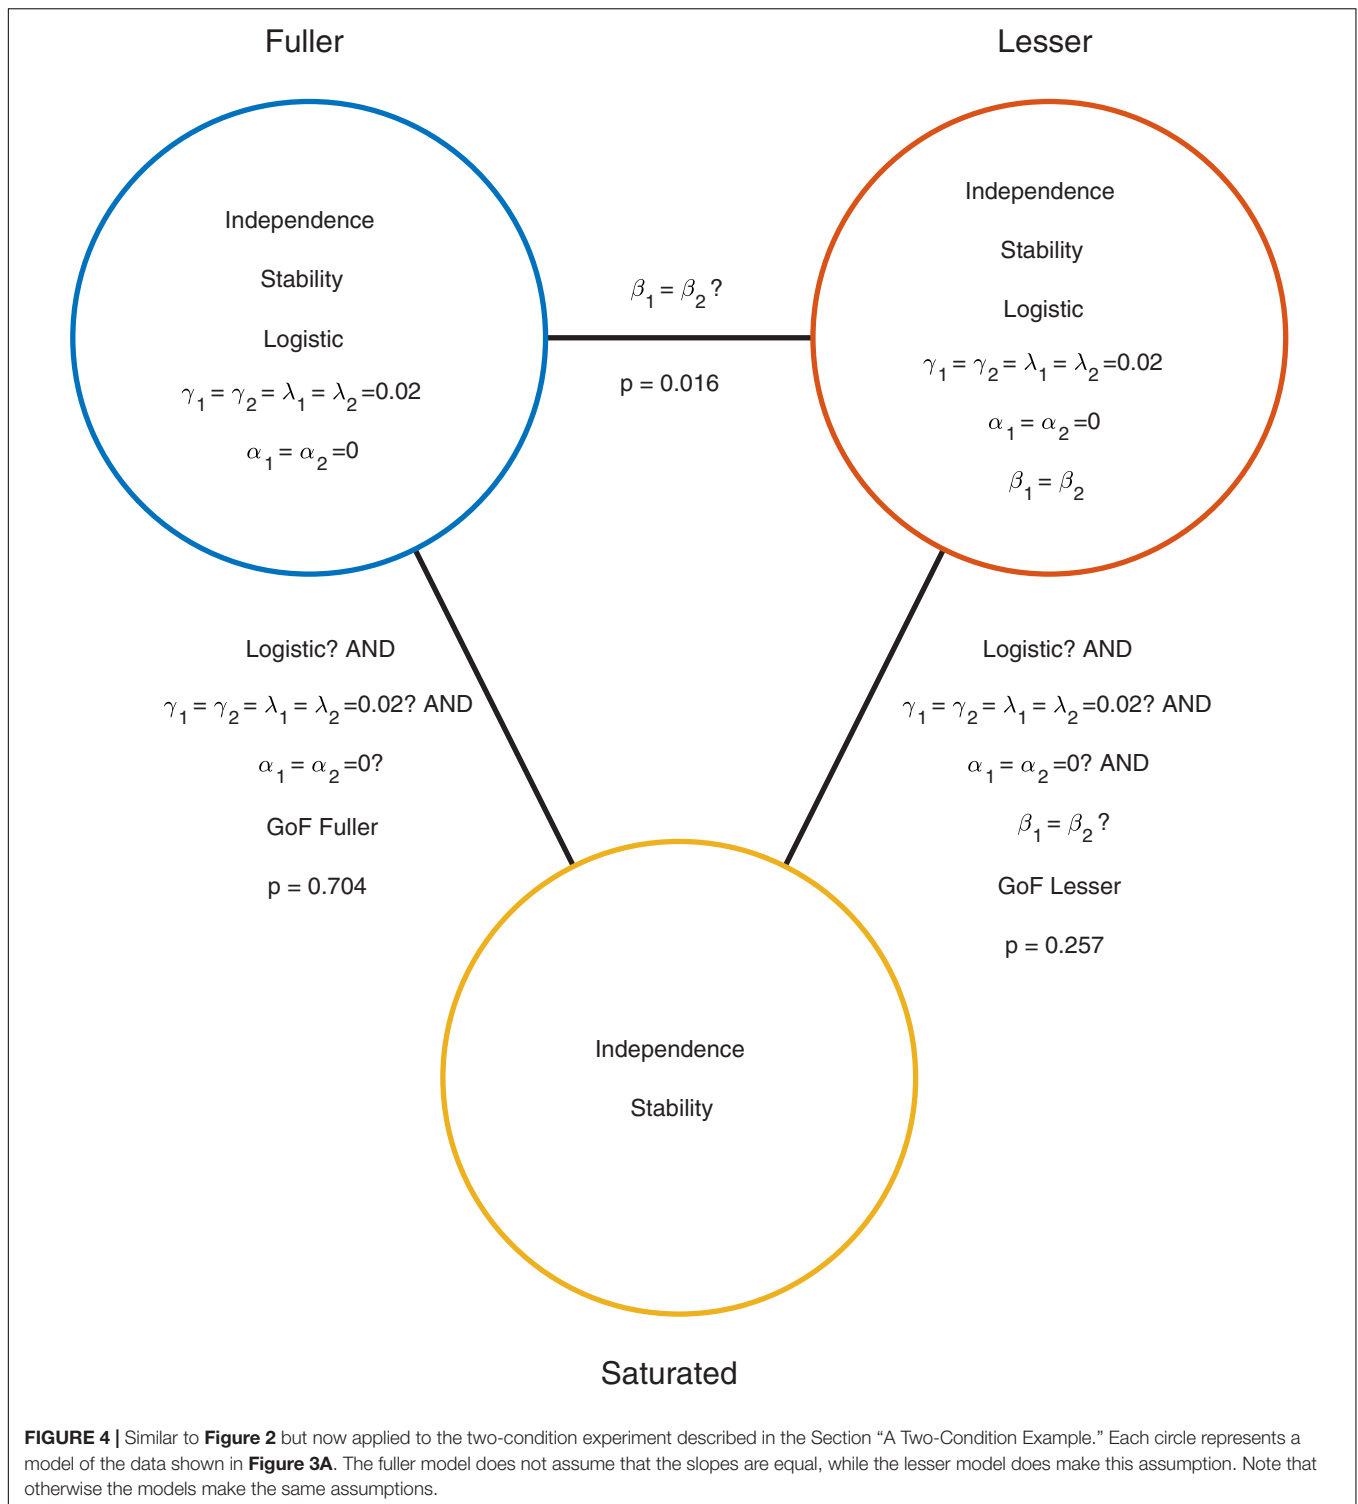 Fuller
Lesser
Independence
Stability
Logistic
γ1 = γ2 = λ1 = λ2 =0.02
α1 = α2 =0
β1 = β2 ?
p = 0.016
Independence
Stability
Logistic
γ1 = γ2 = λ1 = λ2 =0.02
α1 = α2 =0
β1 = β2
Logistic? AND
γ1 = γ2 = λ1 = λ2 =0.02? AND
α1 = α2 =0?
GoF Fuller
p = 0.704
Logistic? AND
γ1 = γ2 = λ1 = λ2 =0.02? AND
α1 = α2 =0? AND
β1 = β2 ?
GoF Lesser
p = 0.257
Independence
Stability
Saturated
FIGURE 4 | Similar to Figure 2 but now applied to the two-condition experiment described in the Section “A Two-Condition Example.” Each circle represents a
model of the data shown in Figure 3A. The fuller model does not assume that the slopes are equal, while the lesser model does make this assumption. Note that
otherwise the models make the same assumptions.